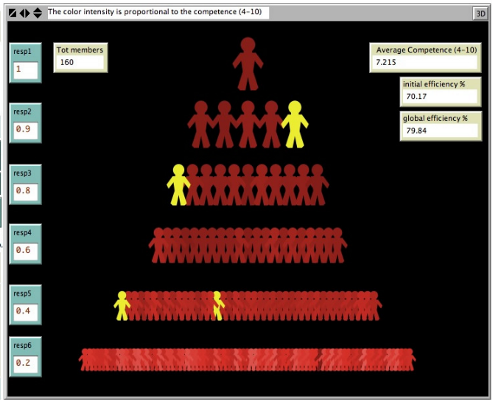 The color intensity is proportional to the competence (4-10)
3D
resp1
1
Tot members
160
Average Competence (4-10)
7.215
initial efficiency %
70.17
resp2
0.9
global efficiency %
79.84
resp3
0.8
resp4
0.6
resp5
0.4
resp6
0.2